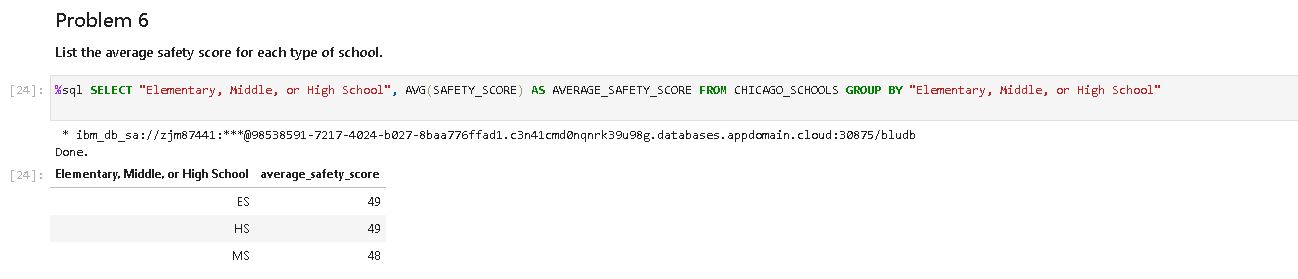 Problem 6
List the average safety score for each type of school.
[24]: %sql SELECT "Elementary, Middle, or High School", AVG(SAFETY_SCORE) AS AVERAGE_SAFETY_SCORE FROM CHICAGO_SCHOOLS GROUP BY "Elementary, Middle, or High School"
* ibm_db_sa://zjm87441:***@98538591-7217-4024-b027-8baa776ffad1.c3n41cmd0nqnrk39u98g.databases.appdomain.cloud:30875/bludb
Done.
[24]: Elementary, Middle, or High School average_safety_score
ES 49
HS 49
MS 48